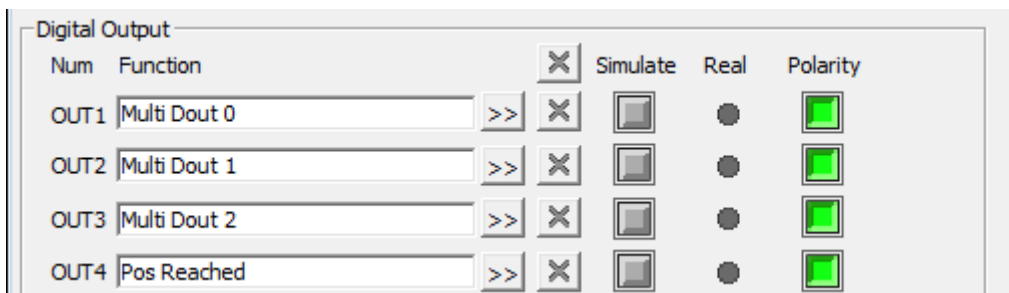 Digital Output
Num Function Simulate Real Polarity
OUT1 Multi Dout 0 >>
OUT2 Multi Dout 1 >>
OUT3 Multi Dout 2 >>
OUT4 Pos Reached >>